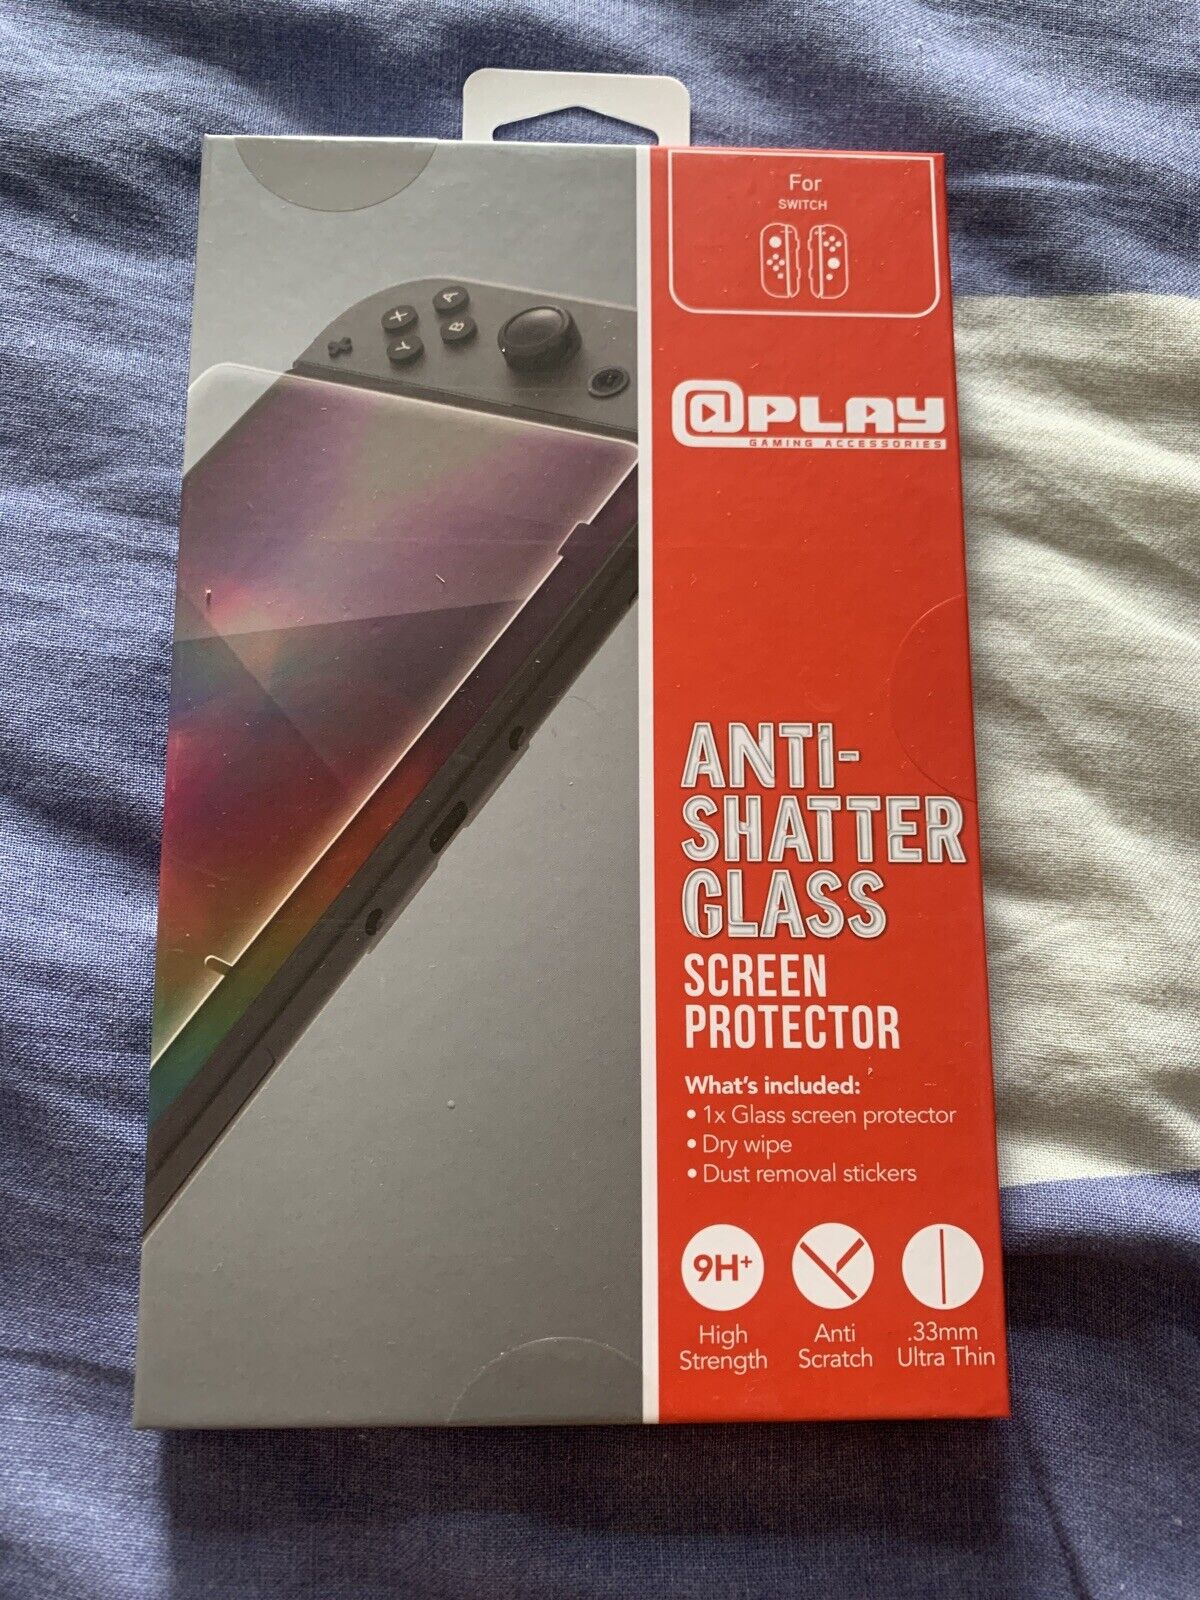 For
SWITCH
@PLAY
GAMING ACCESSORIES
X
A
Y
B
ANTI-
SHATTER
GLASS
SCREEN
PROTECTOR
What's included:
• 1x Glass screen protector
• Dry wipe
• Dust removal stickers
9H+
High
Strength
Anti
Scratch
.33mm
Ultra Thin